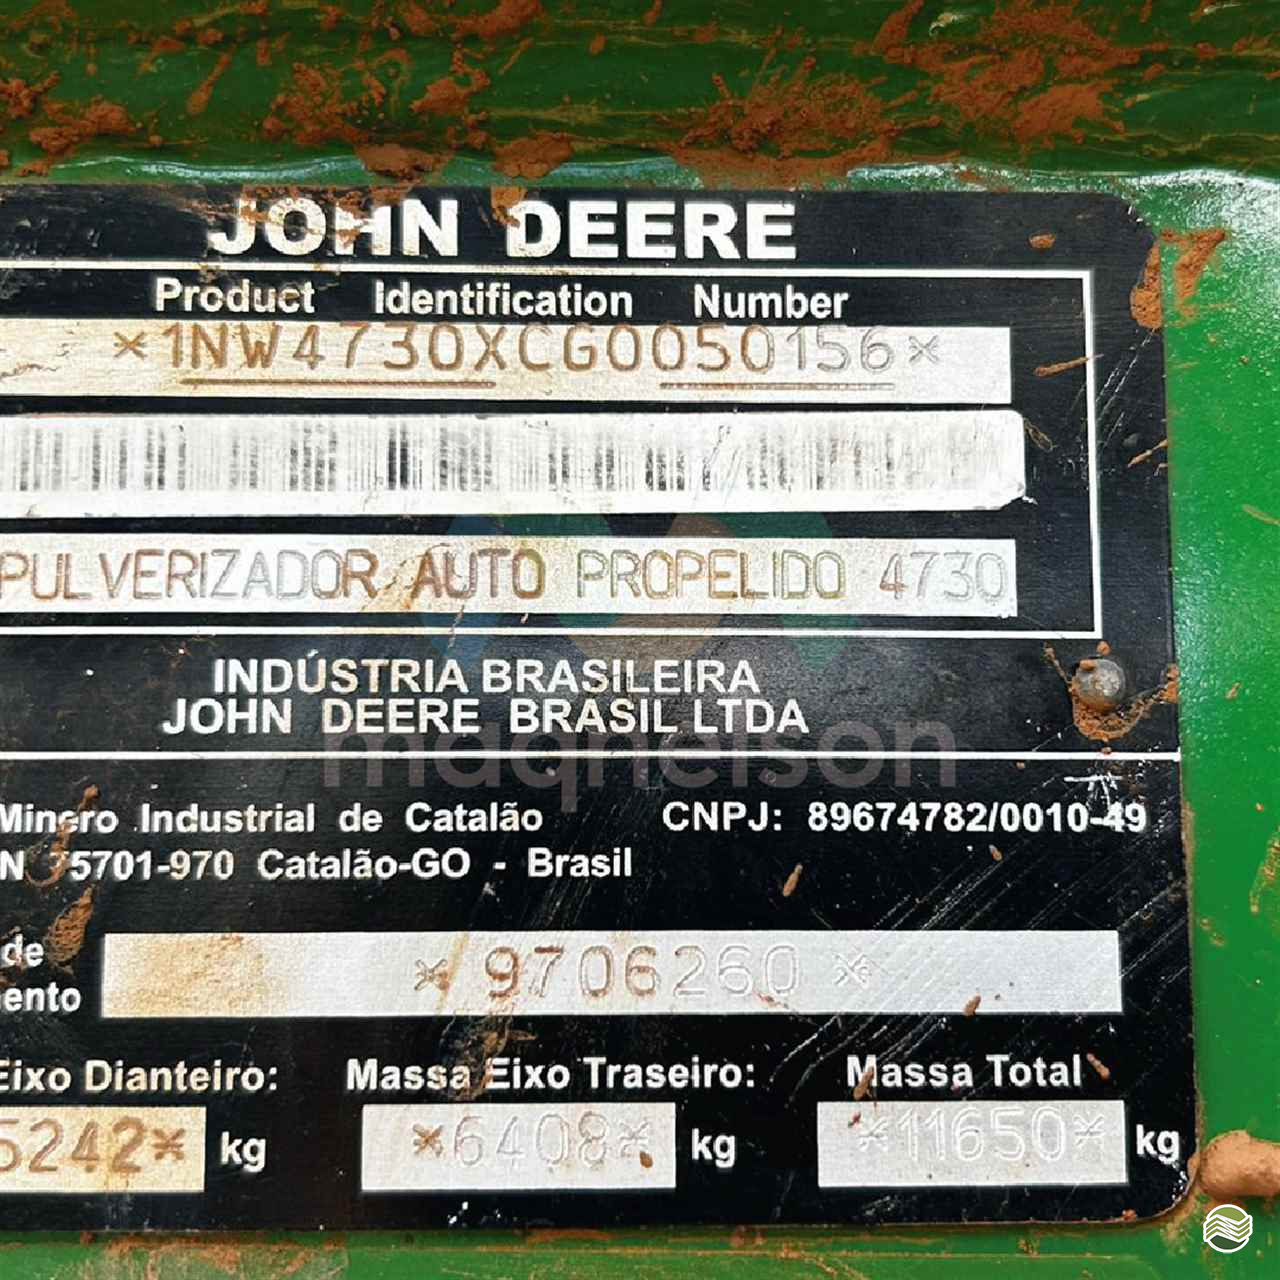 JOHN DEERE
Product Identification Number
*1NW4730XCG0050156*
PULVERIZADOR AUTO PROPELIDO 4730
INDÚSTRIA BRASILEIRA
JOHN DEERE BRASIL LTDA
maqnelson
Minero Industrial de Catalão CNPJ: 89674782/0010-49
N 75701-970 Catalão-GO - Brasil
de
ento
*9706260*
Eixo Dianteiro: Massa Eixo Traseiro: Massa Total
5242* kg *6408* kg *11650* kg